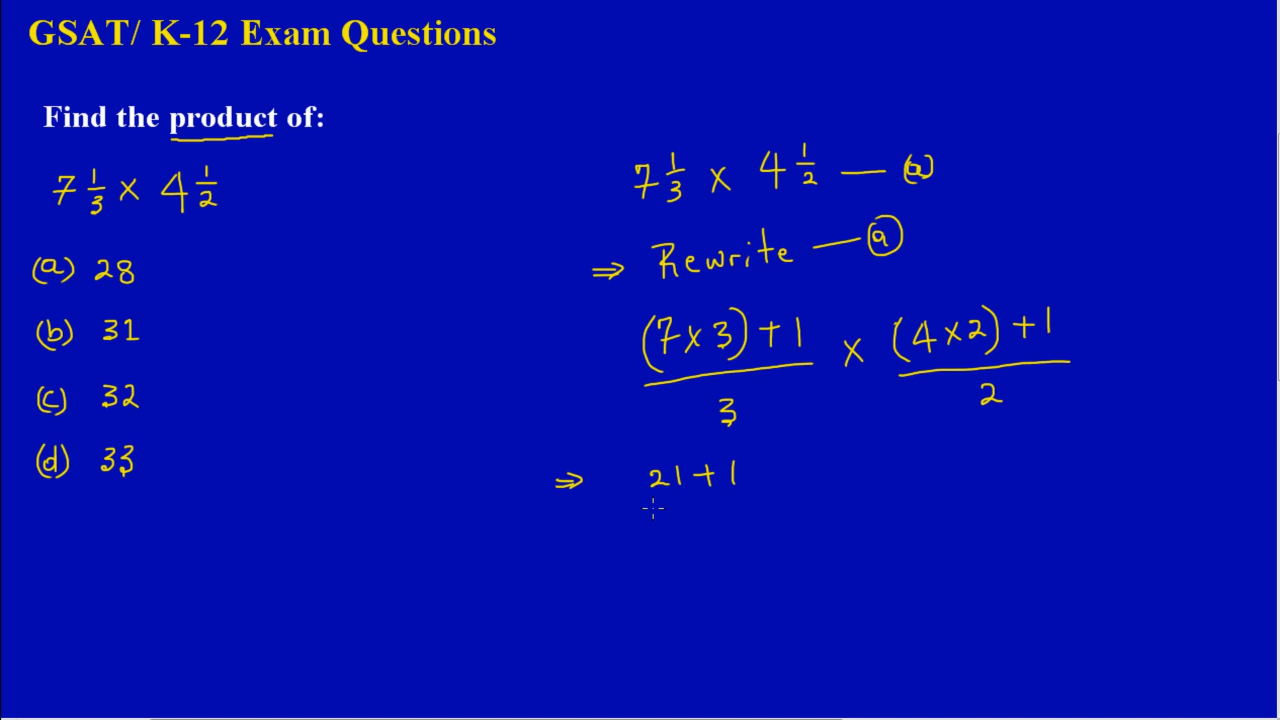 GSAT/ K-12 Exam Questions
Find the product of:
7 1/3 × 4 1/2
(a) 28
(b) 31
(c) 32
(d) 33
7 1/3 × 4 1/2 — (a)
⇒ Rewrite — (a)
(7×3)+1/3 × (4×2)+1/2
⇒ 21+1